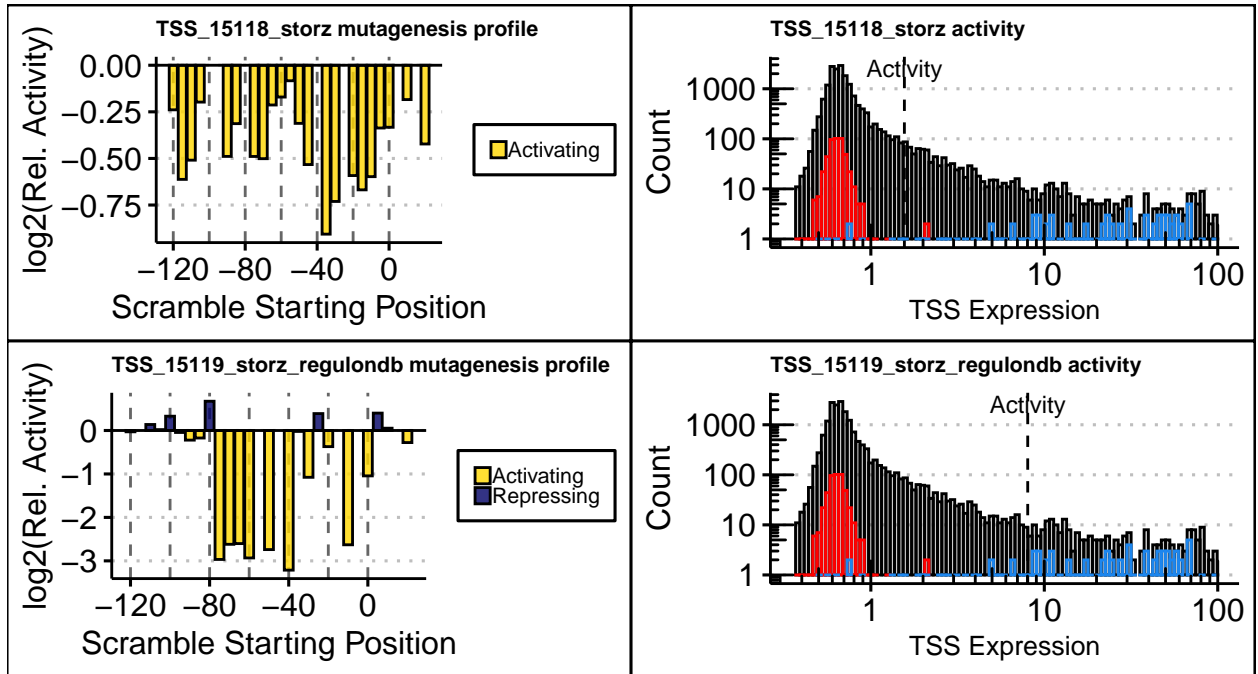 TSS_15118_storz mutagenesis profile
log2(Rel. Activity)
0.00
−0.25
−0.50
−0.75
−120
−80
−40
0
Scramble Starting Position
Activating
TSS_15118_storz activity
Activity
Count
1000
100
10
1
1
10
100
TSS Expression
TSS_15119_storz_regulondb mutagenesis profile
log2(Rel. Activity)
0
−1
−2
−3
−120
−80
−40
0
Scramble Starting Position
Activating
Repressing
TSS_15119_storz_regulondb activity
Activity
Count
1000
100
10
1
1
10
100
TSS Expression